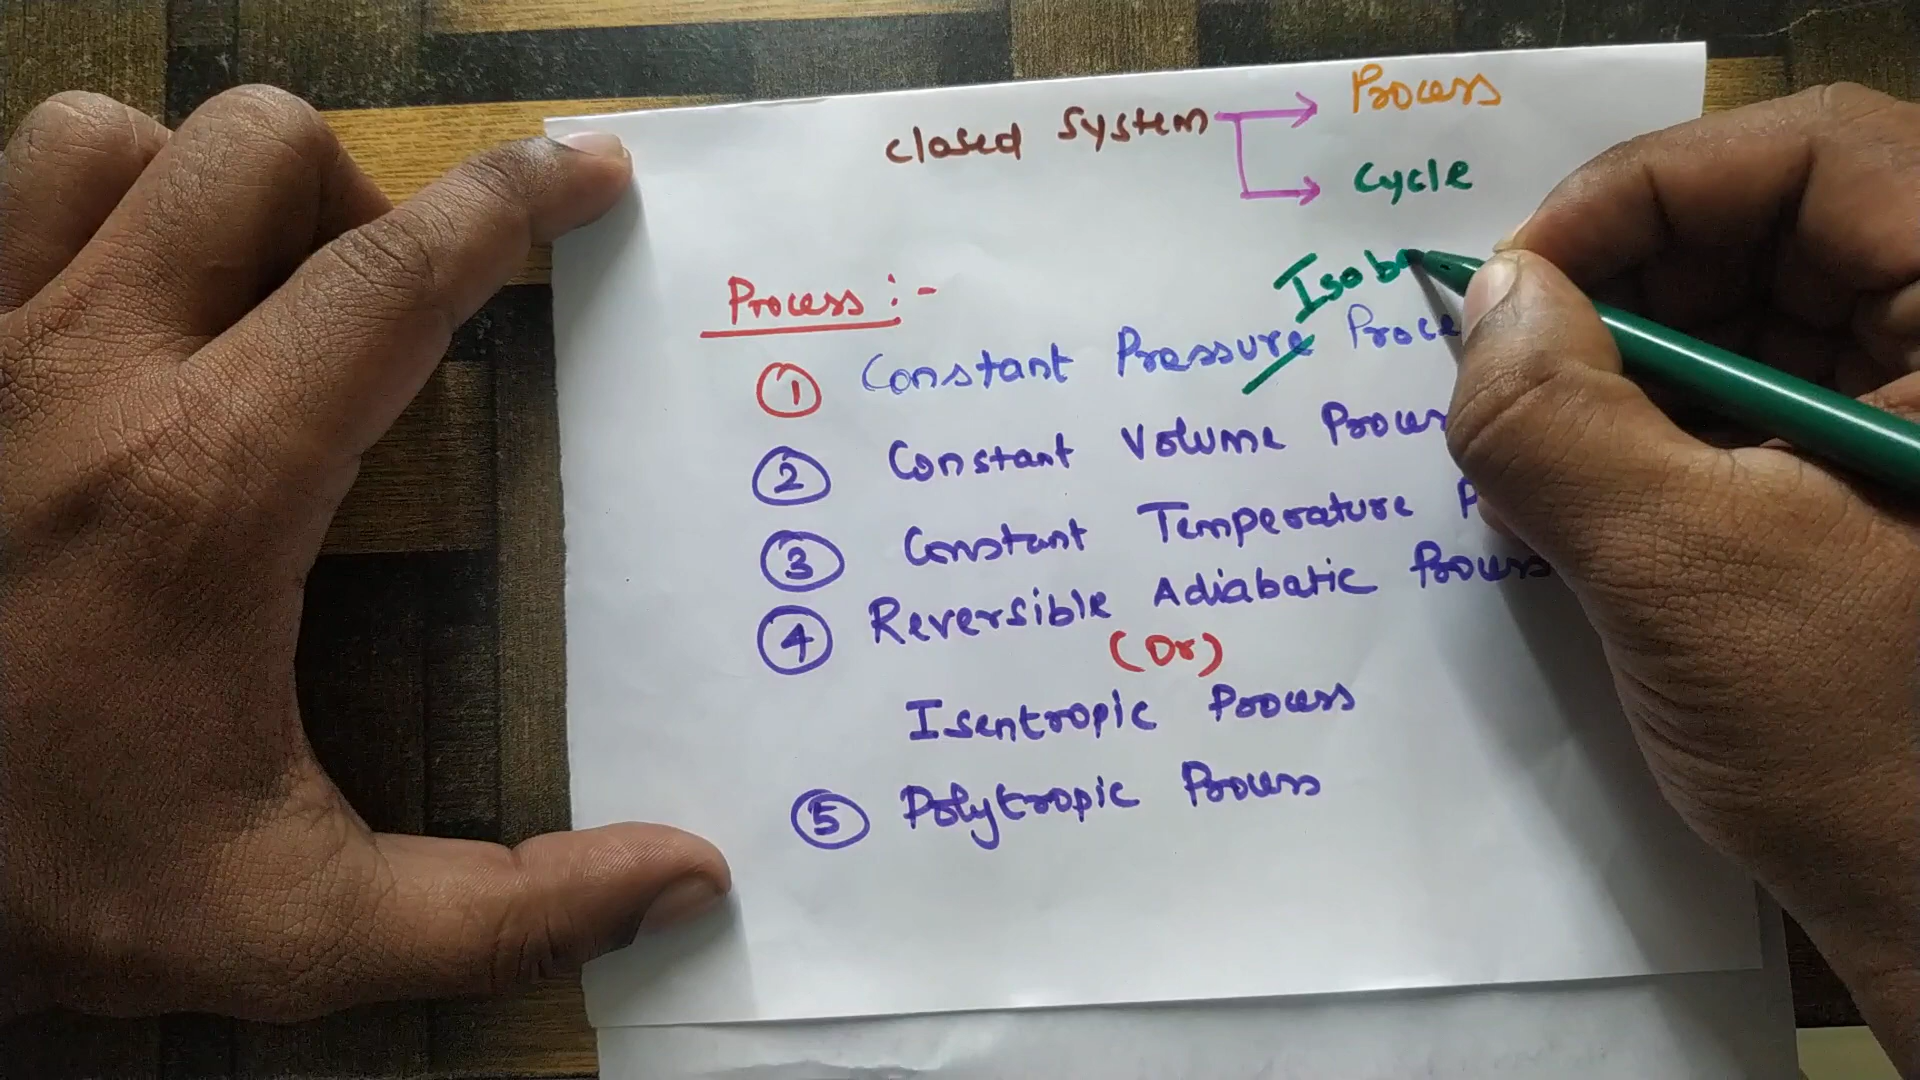 Closed System
Process
Cycle
Process :-
Isob
① Constant Pressure Proce
② Constant Volume Process
③ Constant Temperature P
④ Reversible Adiabatic Process
(Or)
Isentropic Process
⑤ Polytropic Process